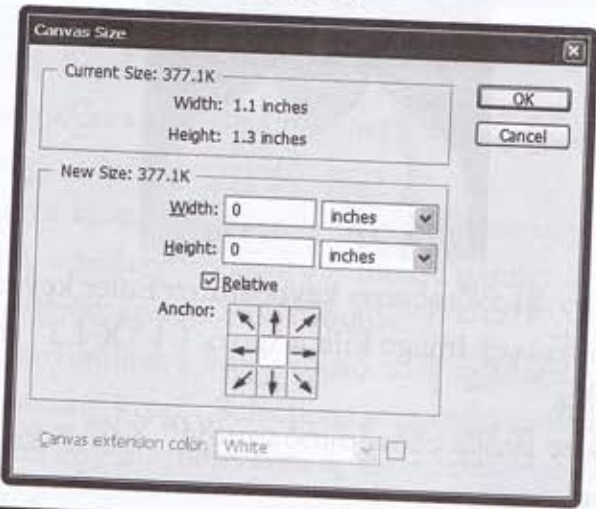 Canvas Size
Current Size: 377.1K
Width: 1.1 inches
Height: 1.3 inches
OK
Cancel
New Size: 377.1K
Width: 0 inches
Height: 0 inches
Relative
Anchor:
Canvas extension color: White